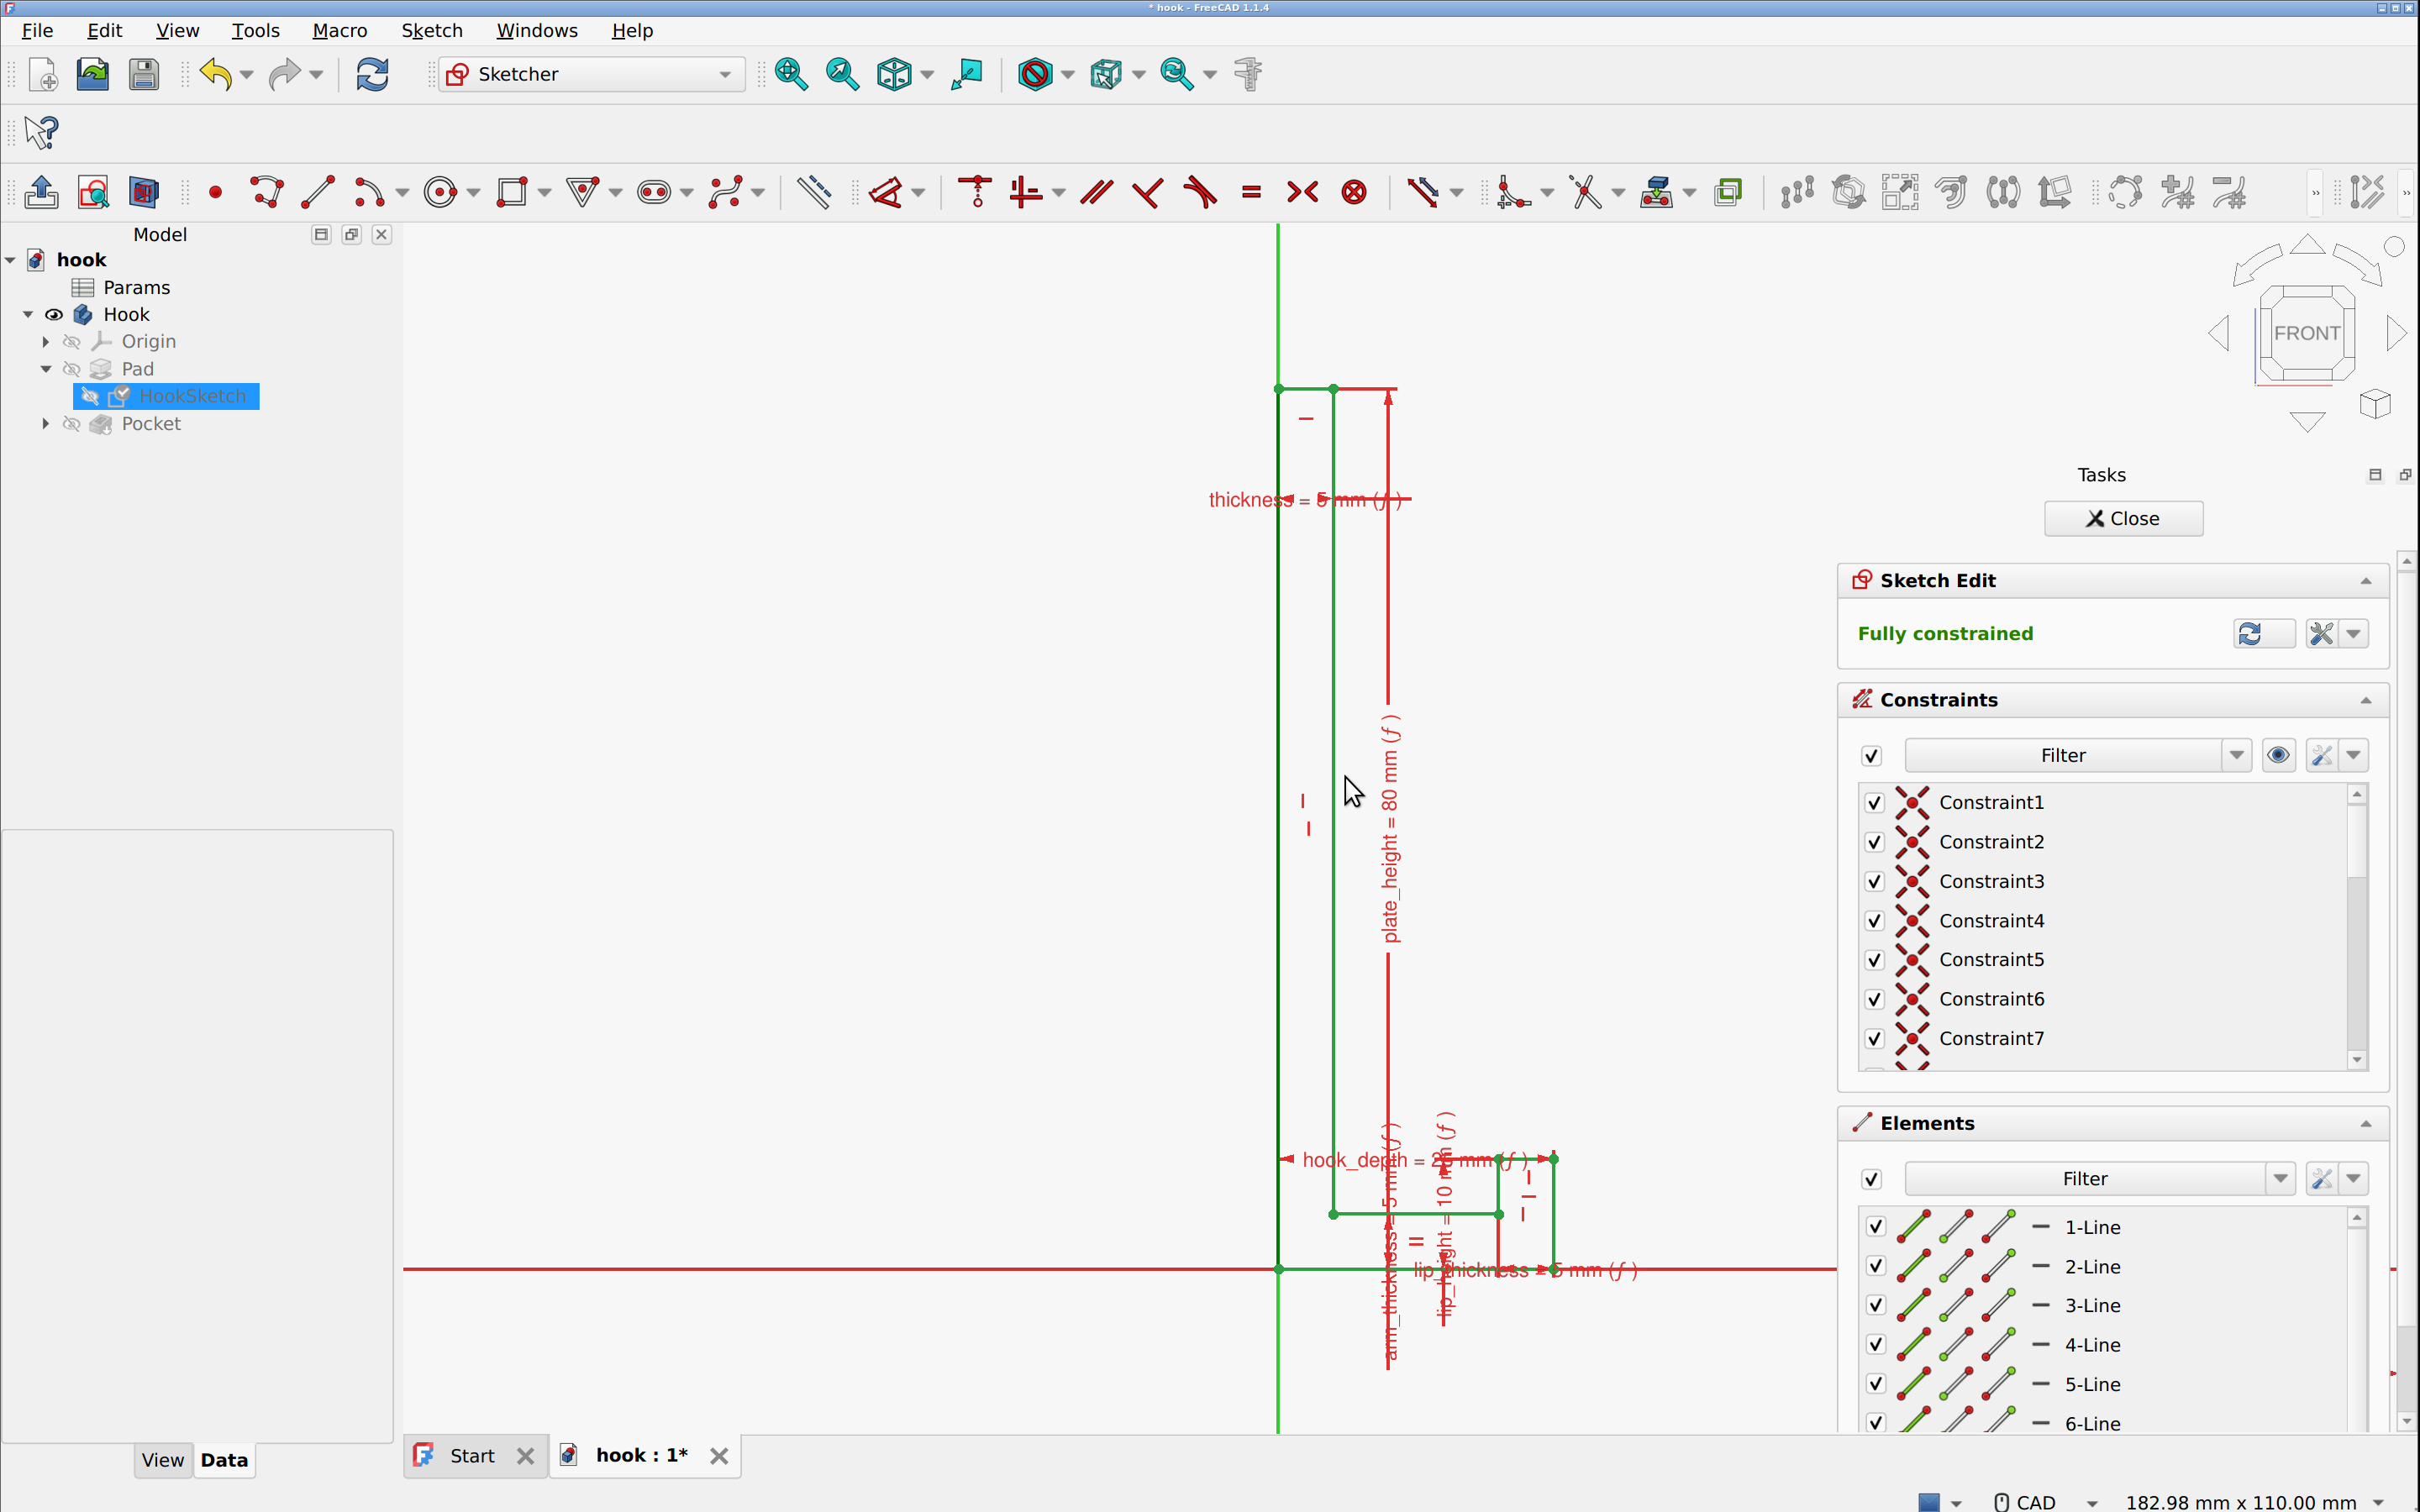 * hook - FreeCAD 1.1.4
File Edit View Tools Macro Sketch Windows Help
Sketcher
Model
hook
Params
Hook
Origin
Pad
HookSketch
Pocket
thickness = 5 mm (ƒ)
plate_height = 80 mm (ƒ)
hook_depth = 25 mm (ƒ)
arm_thickness = 5 mm (ƒ)
lip_height = 10 mm (ƒ)
lip_thickness = 5 mm (ƒ)
FRONT
Tasks
Close
Sketch Edit
Fully constrained
Constraints
Filter
Constraint1
Constraint2
Constraint3
Constraint4
Constraint5
Constraint6
Constraint7
Elements
Filter
1-Line
2-Line
3-Line
4-Line
5-Line
6-Line
View Data
Start
hook : 1*
CAD
182.98 mm x 110.00 mm